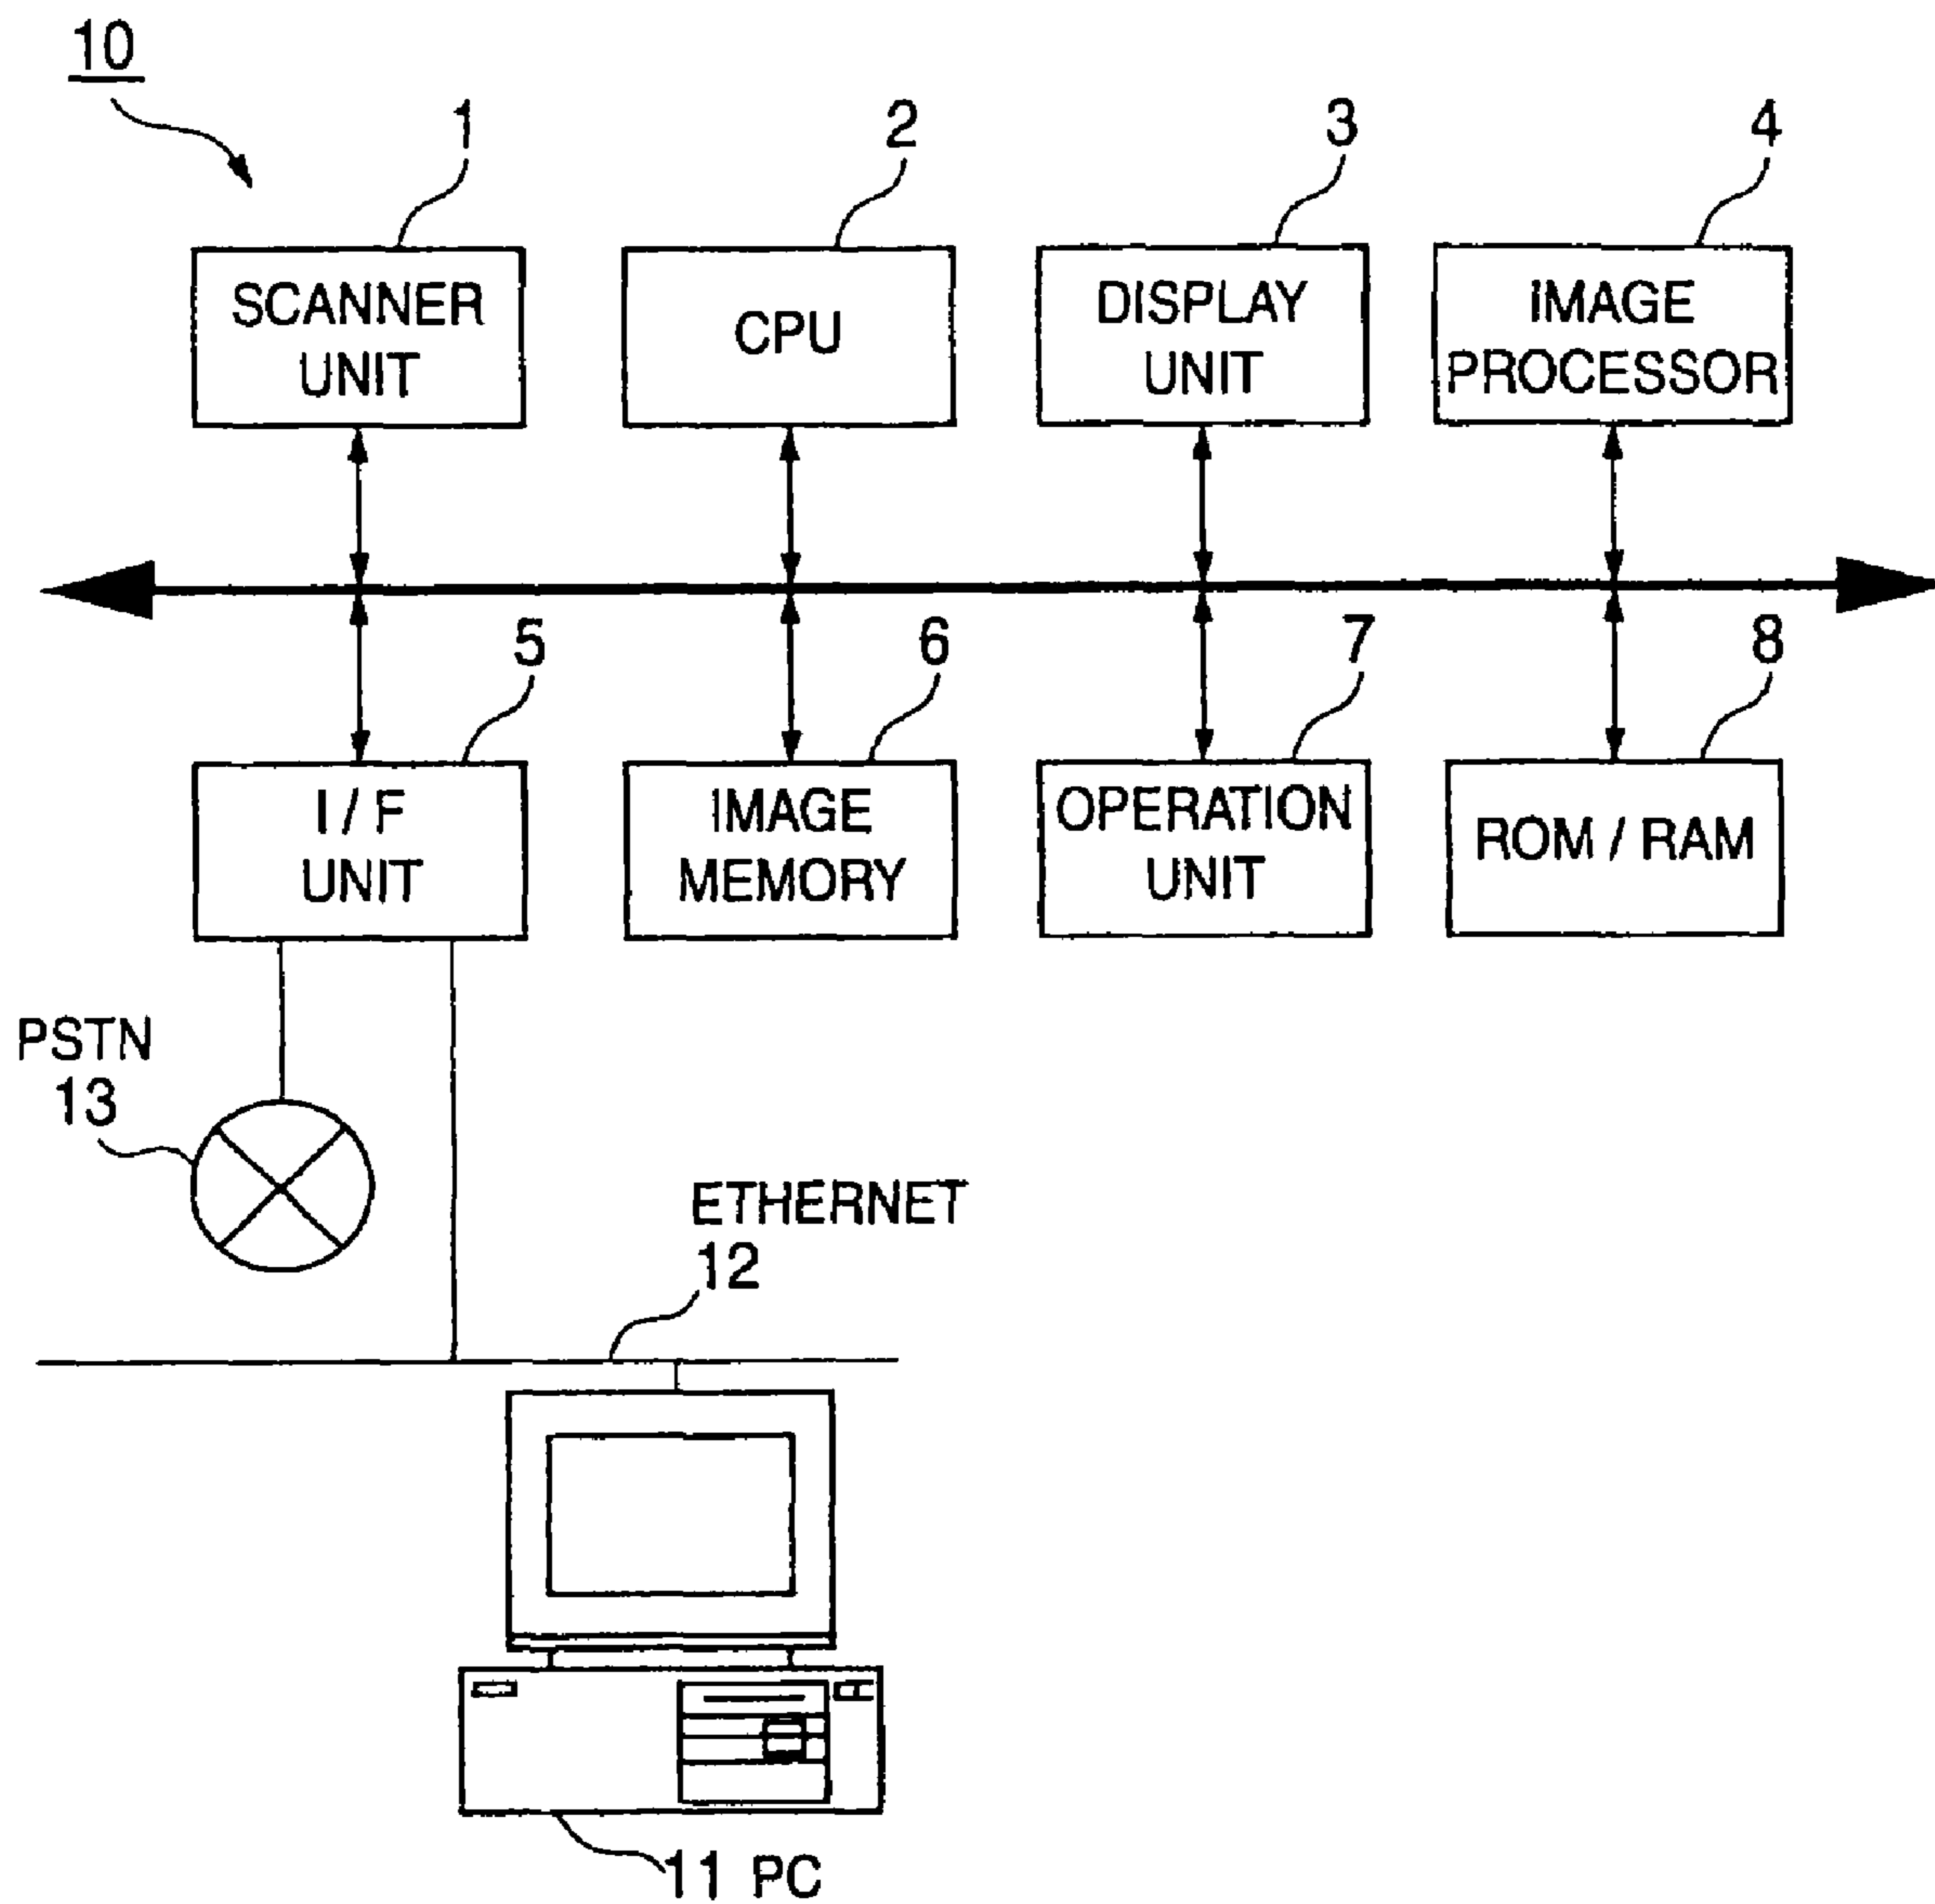 10
1
2
3
4
SCANNER
UNIT
CPU
DISPLAY
UNIT
IMAGE
PROCESSOR
5
6
7
8
I / F
UNIT
IMAGE
MEMORY
OPERATION
UNIT
ROM / RAM
PSTN
13
ETHERNET
12
11 PC